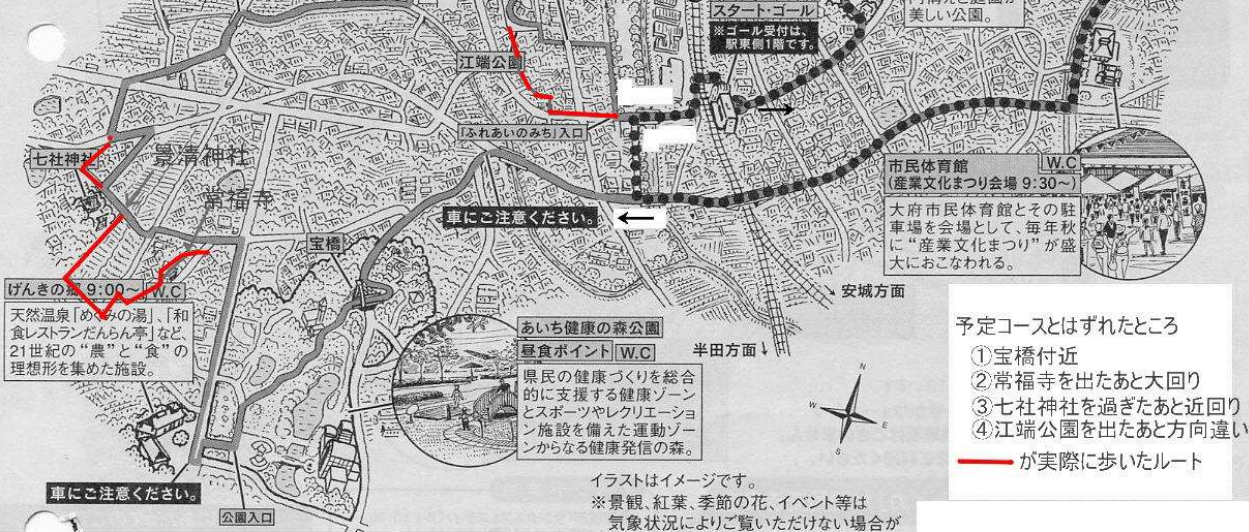 スタート・ゴール
※ゴール受付は、
駅東側1階です。
美しい公園。
江端公園
「ふれあいのみち」入口
七社神社
景清神社
常福寺
車にご注意ください。
宝橋
市民体育館 W.C
(産業文化まつり会場 9:30~)
大府市民体育館とその駐
車場を会場として、毎年秋
に“産業文化まつり”が盛
大におこなわれる。
げんきの郷 9:00~ W.C
天然温泉「めぐみの湯」、「和
食レストランだんらん亭」など、
21世紀の“農”と“食”の
理想形を集めた施設。
安城方面
半田方面
あいち健康の森公園
昼食ポイント W.C
県民の健康づくりを総合
的に支援する健康ゾーン
とスポーツやレクリエーショ
ン施設を備えた運動ゾー
ンからなる健康発信の森。
N
W
E
S
予定コースとはずれたところ
①宝橋付近
②常福寺を出たあと大回り
③七社神社を過ぎたあと近回り
④江端公園を出たあと方向違い
が実際に歩いたルート
車にご注意ください。
公園入口
イラストはイメージです。
※景観、紅葉、季節の花、イベント等は
気象状況によりご覧いただけない場合が